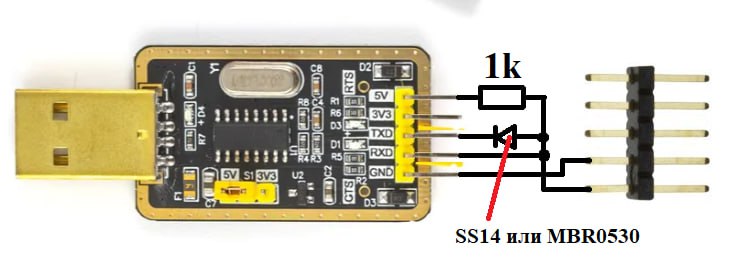 1k
Y1
C1
C8
D2
RTS
5V
+D4
R8
C4
R1
R6
3V3
D3
TXD
R7
U1
D1
RXD
R4
R3
R5
GND
F1
C7
5V
S1
3V3
U2
C2
R2
CTS
D3
SS14 или MBR0530